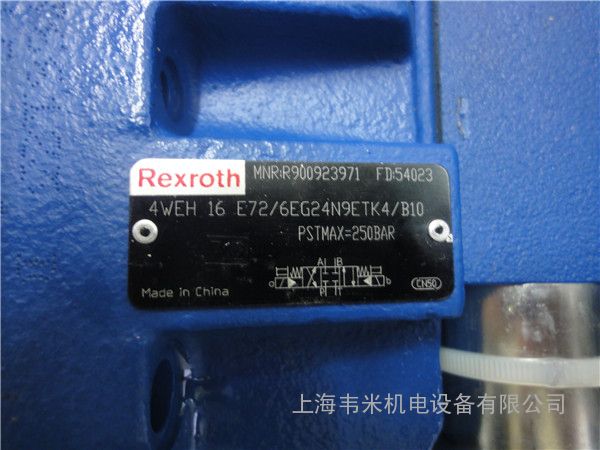 Rexroth
MNR:R900923971 FD:54023
4WEH 16 E72/6EG24N9ETK4/B10
PSTMAX=250BAR
A B
a b
P T
Made in China
CN50
上海韦米机电设备有限公司